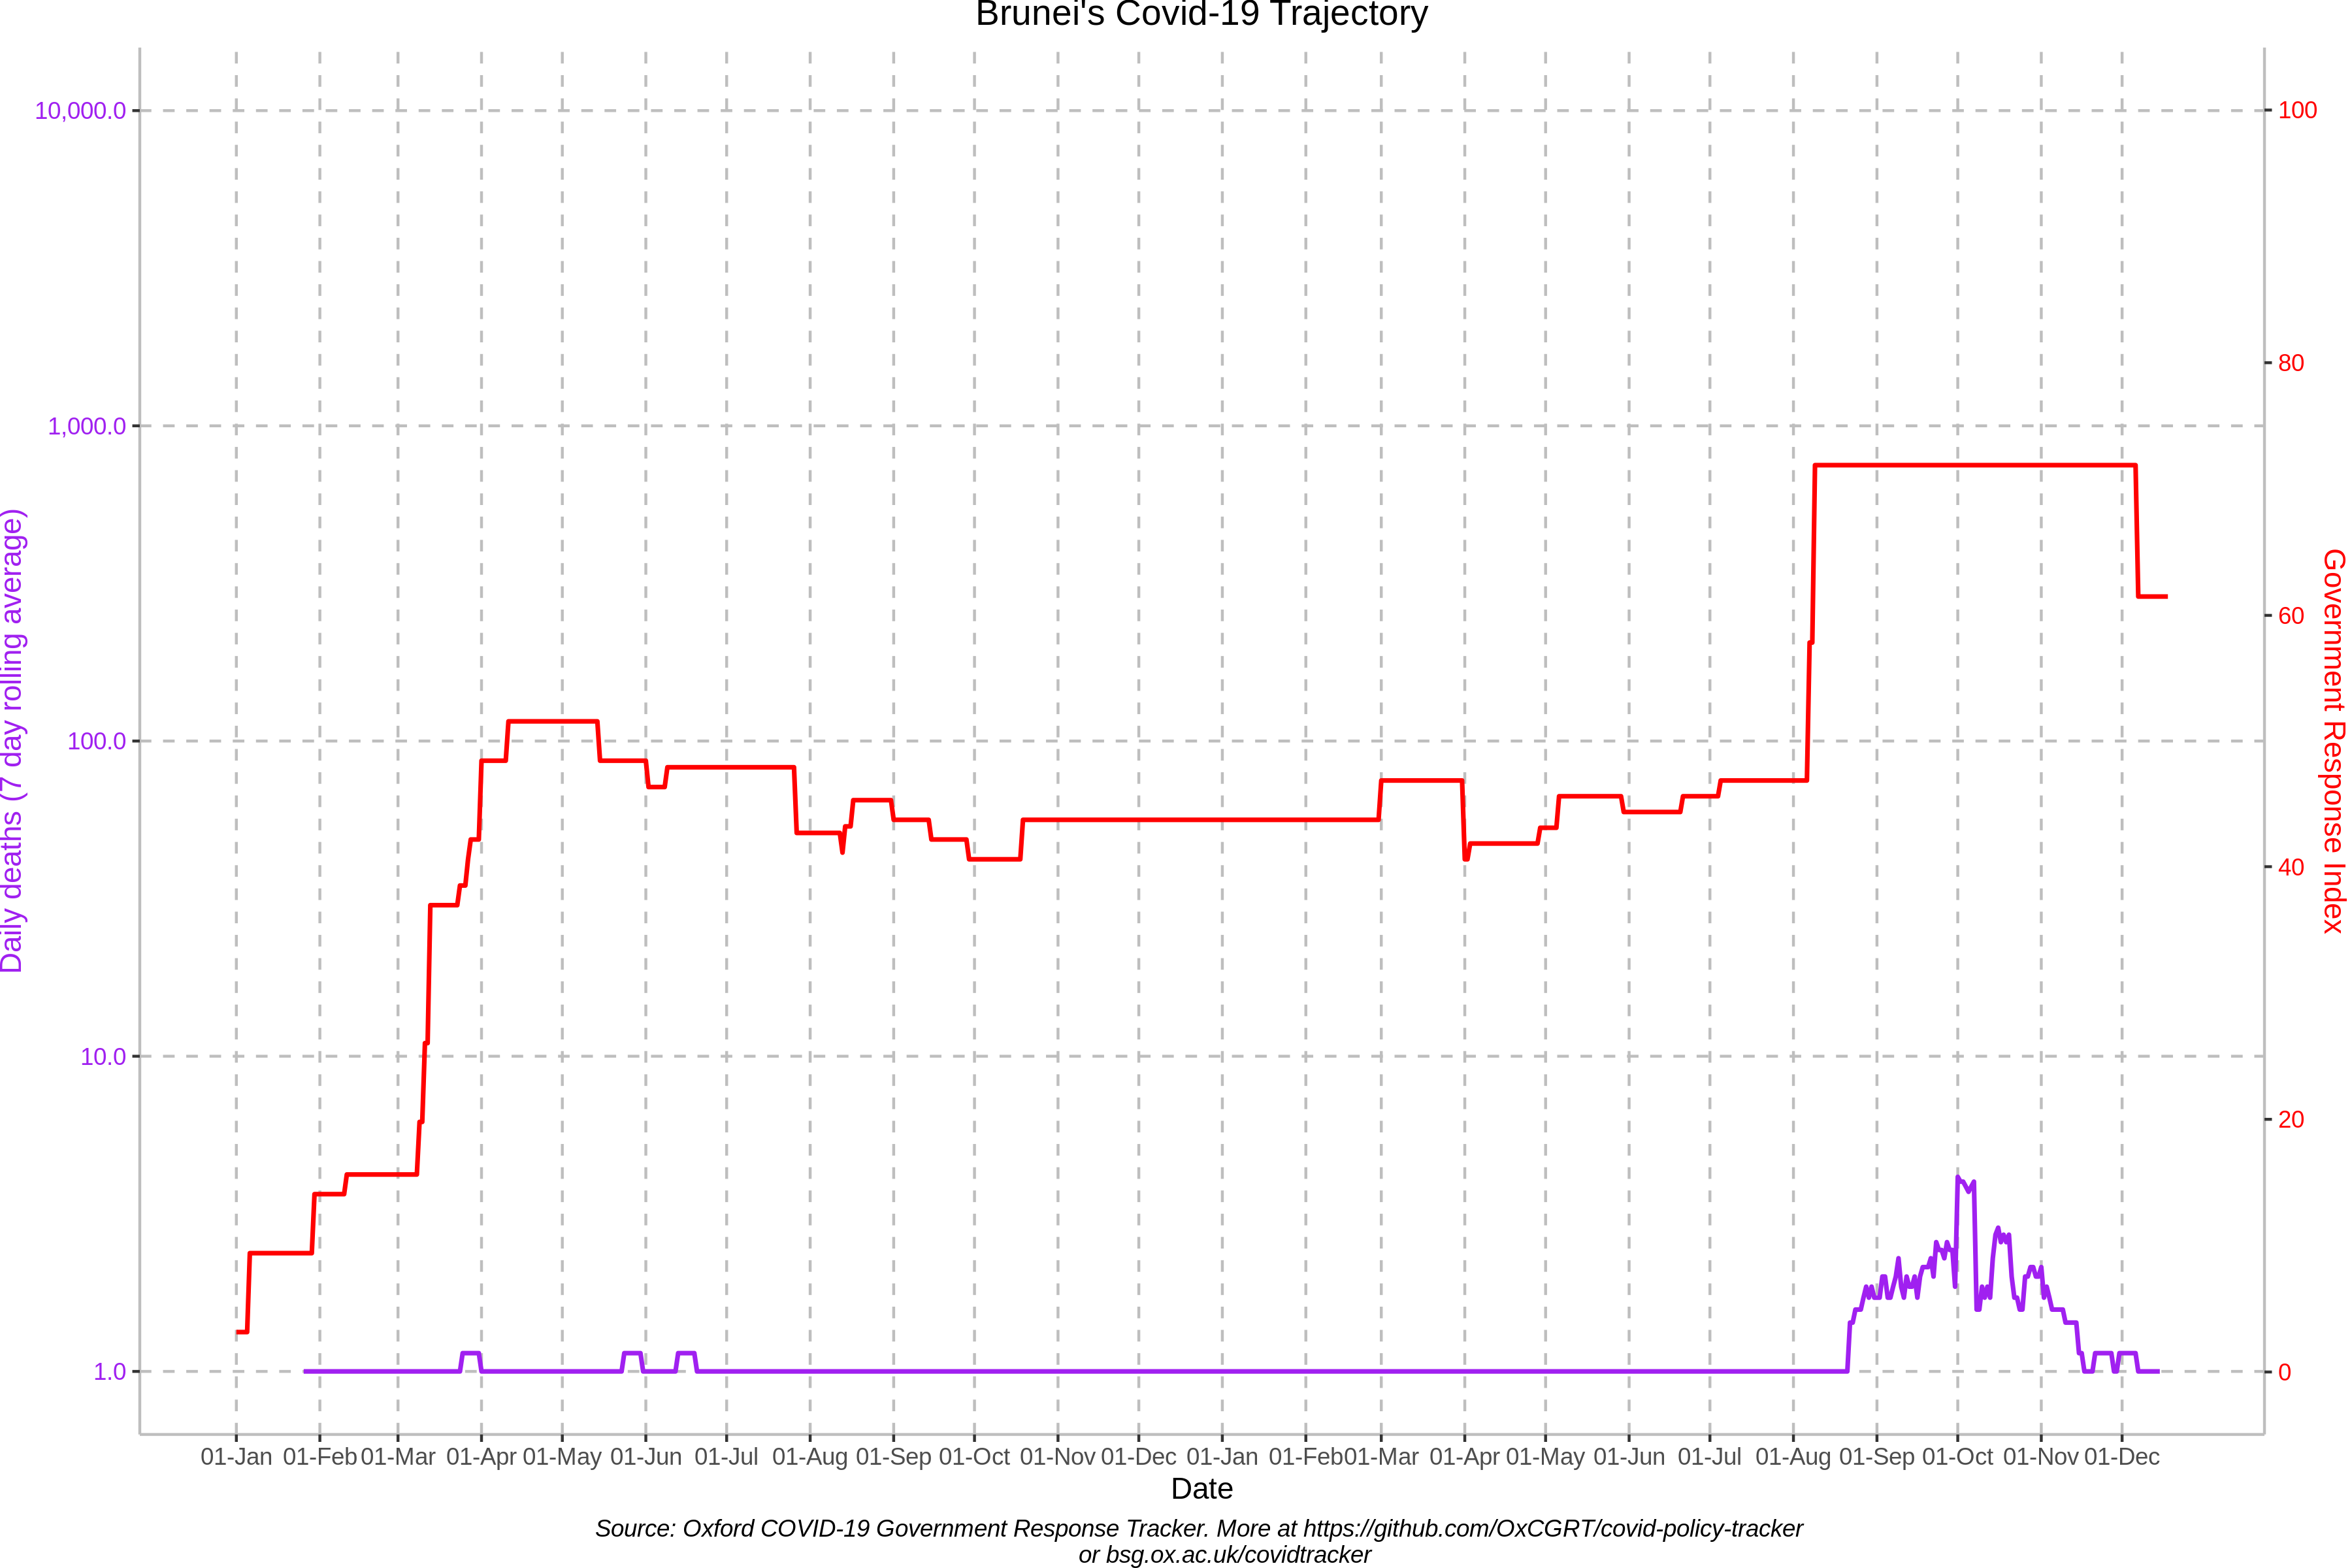 Brunei's Covid-19 Trajectory
10,000.0
1,000.0
100.0
10.0
1.0
Daily deaths (7 day rolling average)
100
80
60
40
20
0
Government Response Index
01-Jan 01-Feb 01-Mar 01-Apr 01-May 01-Jun 01-Jul 01-Aug 01-Sep 01-Oct 01-Nov 01-Dec 01-Jan 01-Feb 01-Mar 01-Apr 01-May 01-Jun 01-Jul 01-Aug 01-Sep 01-Oct 01-Nov 01-Dec
Date
Source: Oxford COVID-19 Government Response Tracker. More at https://github.com/OxCGRT/covid-policy-tracker
or bsg.ox.ac.uk/covidtracker